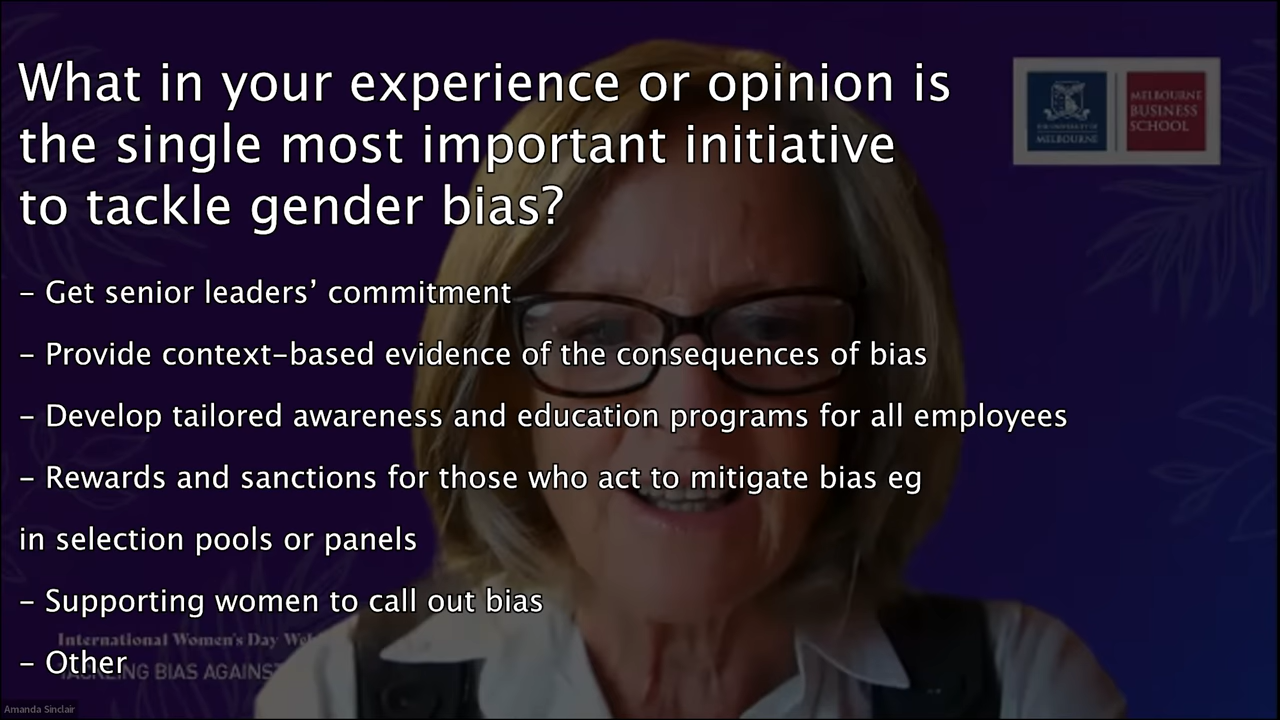 What in your experience or opinion is
the single most important initiative
to tackle gender bias?
THE UNIVERSITY OF
MELBOURNE
MELBOURNE
BUSINESS
SCHOOL
– Get senior leaders’ commitment
– Provide context-based evidence of the consequences of bias
– Develop tailored awareness and education programs for all employees
– Rewards and sanctions for those who act to mitigate bias eg
in selection pools or panels
– Supporting women to call out bias
International Women's Day
– Other
BIAS AGAINST
Amanda Sinclair